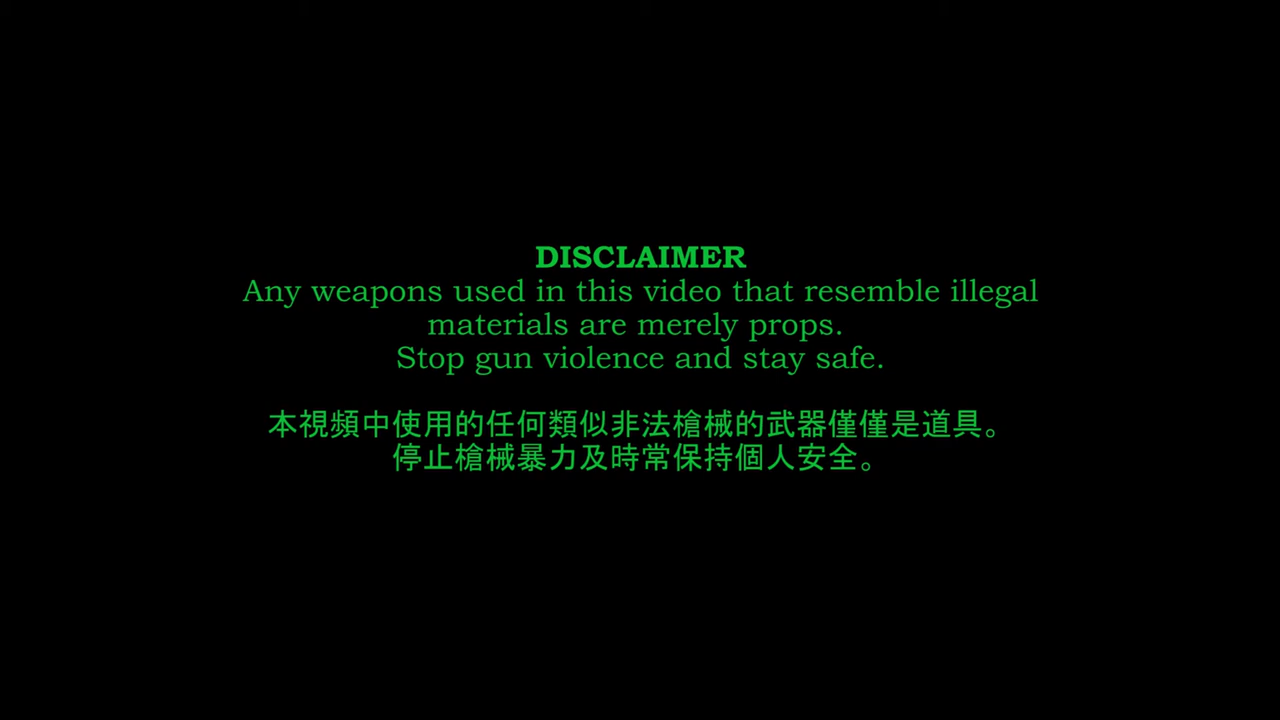 DISCLAIMER
Any weapons used in this video that resemble illegal
materials are merely props.
Stop gun violence and stay safe.
本視頻中使用的任何類似非法槍械的武器僅僅是道具。
停止槍械暴力及時常保持個人安全。